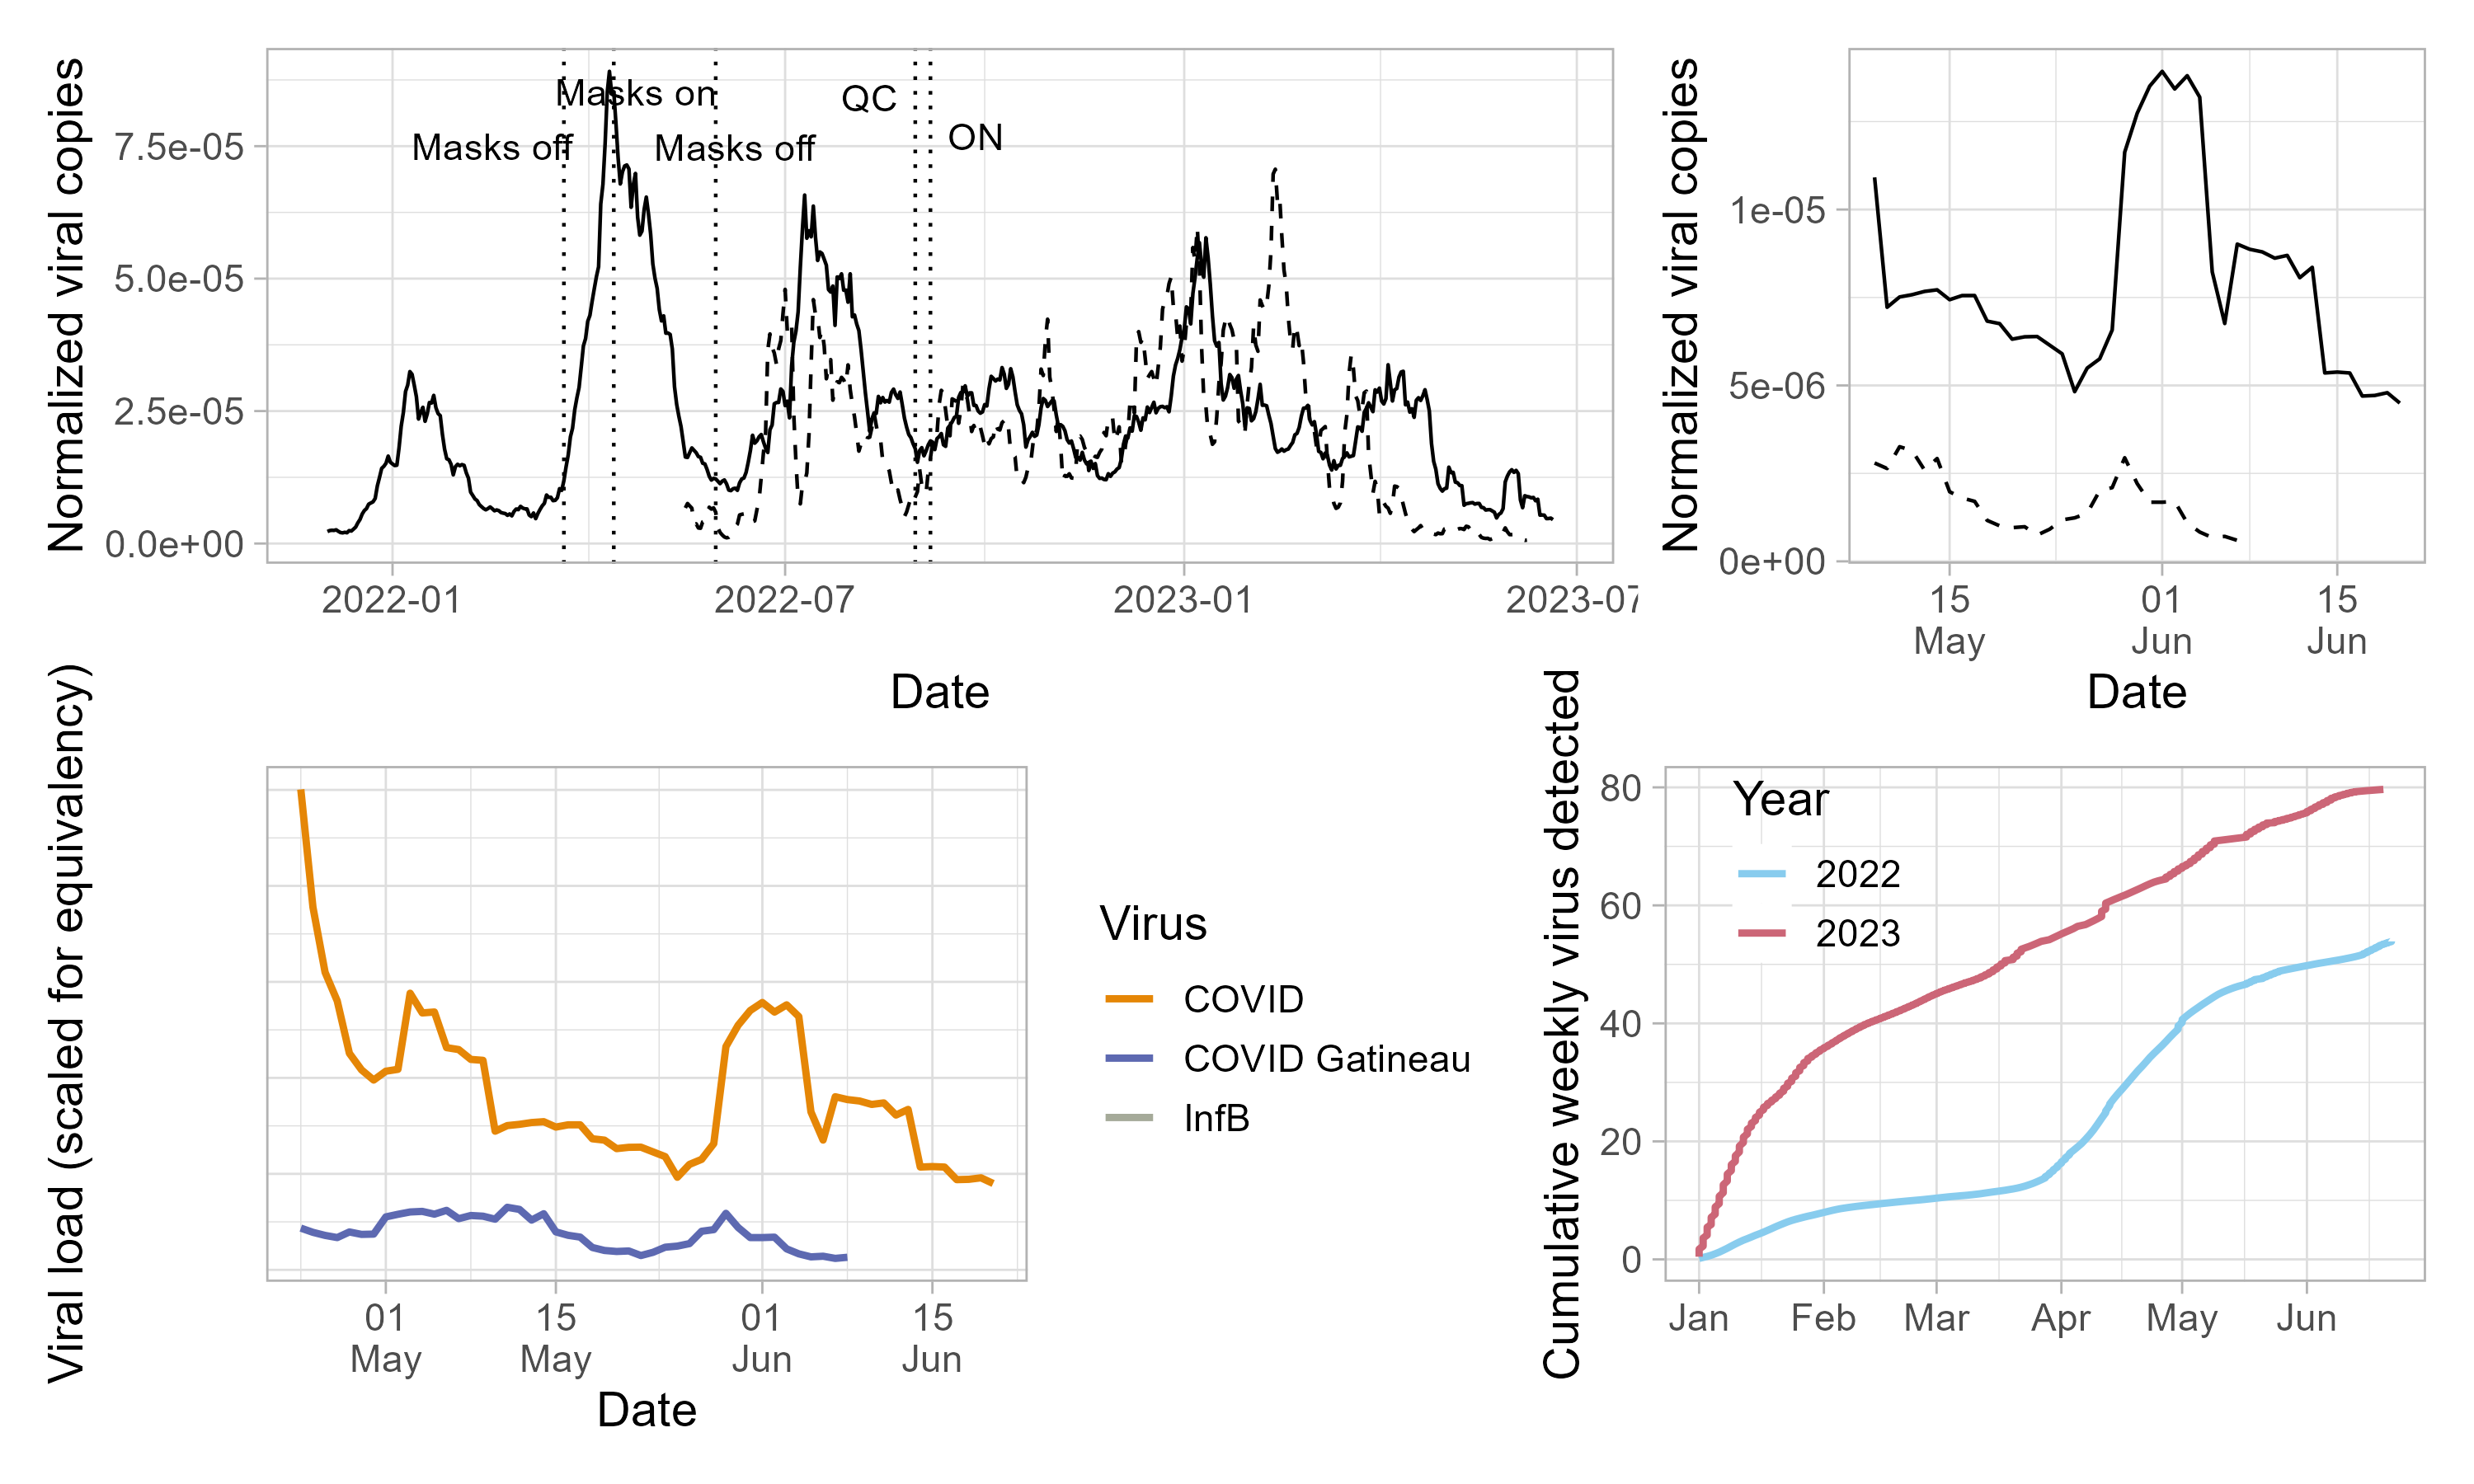 Normalized viral copies
7.5e-05
5.0e-05
2.5e-05
0.0e+00
Masks off
Masks on
Masks off
QC
ON
2022-01
2022-07
2023-01
2023-07
Date
Normalized viral copies
1e-05
5e-06
0e+00
15
May
01
Jun
15
Jun
Date
Viral load (scaled for equivalency)
01
May
15
May
01
Jun
15
Jun
Date
Virus
COVID
COVID Gatineau
InfB
Cumulative weekly virus detected
80
60
40
20
0
Year
2022
2023
Jan
Feb
Mar
Apr
May
Jun